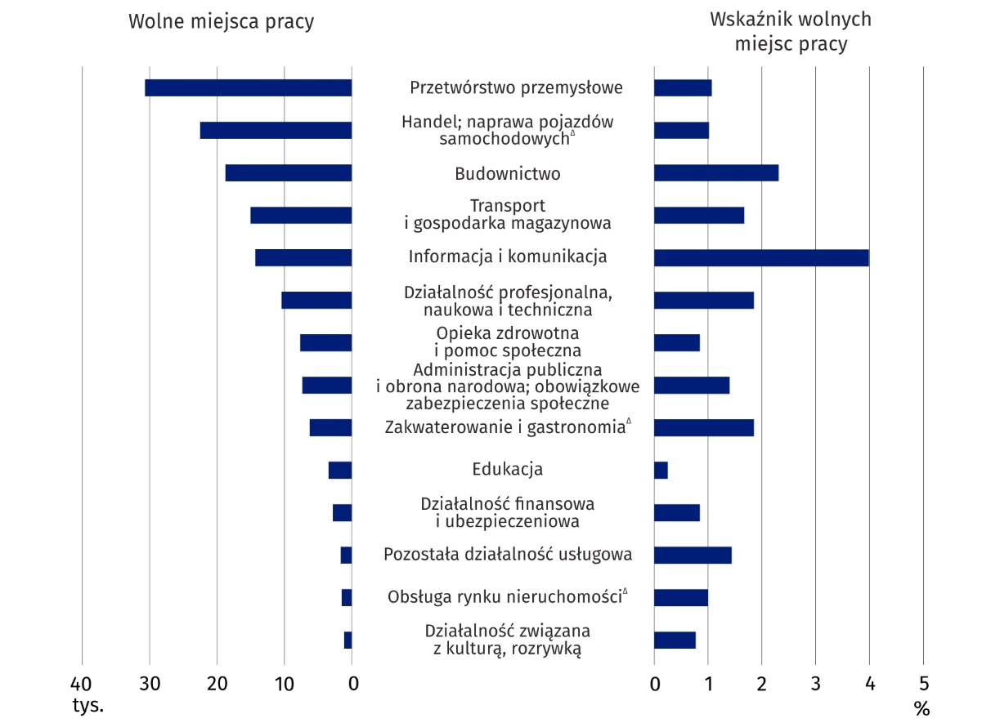 Wolne miejsca pracy
Wskaźnik wolnych
miejsc pracy
Przetwórstwo przemysłowe
Handel; naprawa pojazdów
samochodowychᐞ
Budownictwo
Transport
i gospodarka magazynowa
Informacja i komunikacja
Działalność profesjonalna,
naukowa i techniczna
Opieka zdrowotna
i pomoc społeczna
Administracja publiczna
i obrona narodowa; obowiązkowe
zabezpieczenia społeczne
Zakwaterowanie i gastronomiaᐞ
Edukacja
Działalność finansowa
i ubezpieczeniowa
Pozostała działalność usługowa
Obsługa rynku nieruchomościᐞ
Działalność związana
z kulturą, rozrywką
40 30 20 10 0
tys.
0 1 2 3 4 5
%